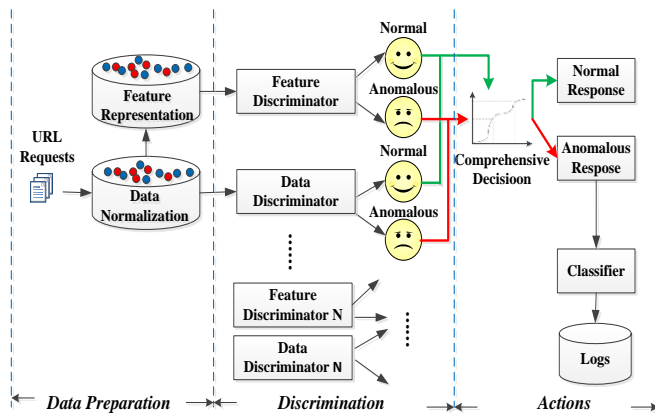 URL
Requests
Feature
Representation
Data
Normalization
Feature
Discriminator
Data
Discriminator
Feature
Discriminator N
Data
Discriminator N
Normal
Anomalous
Normal
Anomalous
Comprehensive
Decisioon
Normal
Response
Anomalous
Respose
Classifier
Logs
Data Preparation
Discrimination
Actions